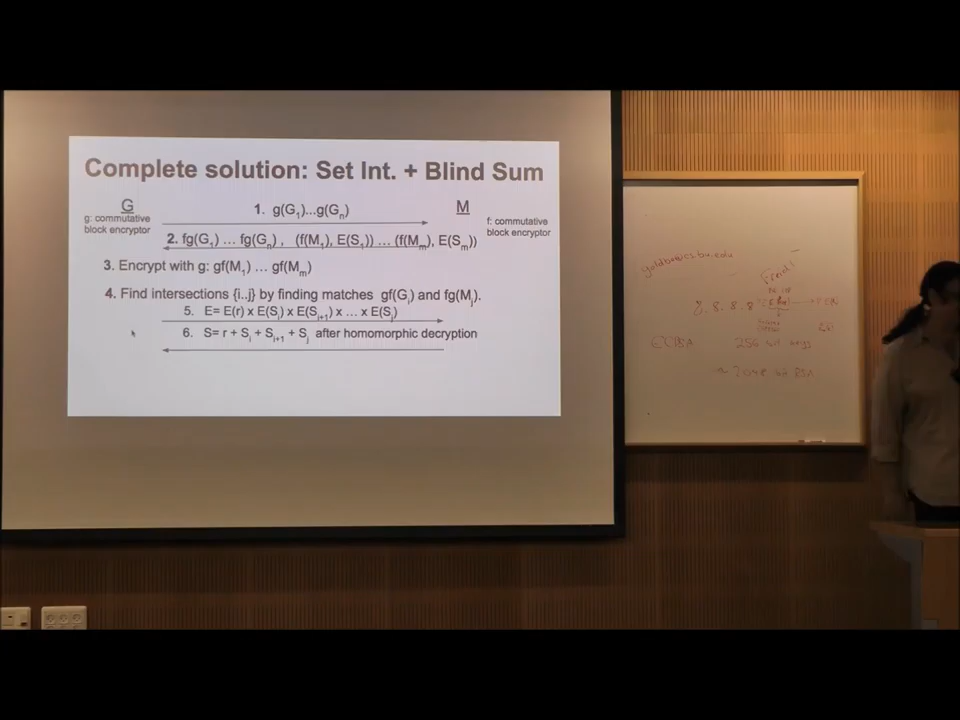 Complete solution: Set Int. + Blind Sum
G
g: commutative
block encryptor
1. g(G₁)...g(Gₙ)
M
f: commutative
block encryptor
2. fg(G₁) ... fg(Gₙ) , (f(M₁), E(S₁)) ... (f(Mₘ), E(Sₘ))
3. Encrypt with g: gf(M₁) ... gf(Mₘ)
4. Find intersections {i..j} by finding matches gf(Gᵢ) and fg(Mⱼ).
5. E= E(r) x E(Sᵢ) x E(Sᵢ₊₁) x ... x E(Sⱼ)
6. S= r + Sᵢ + Sᵢ₊₁ + Sⱼ after homomorphic decryption
8.8.8
256 bit keys